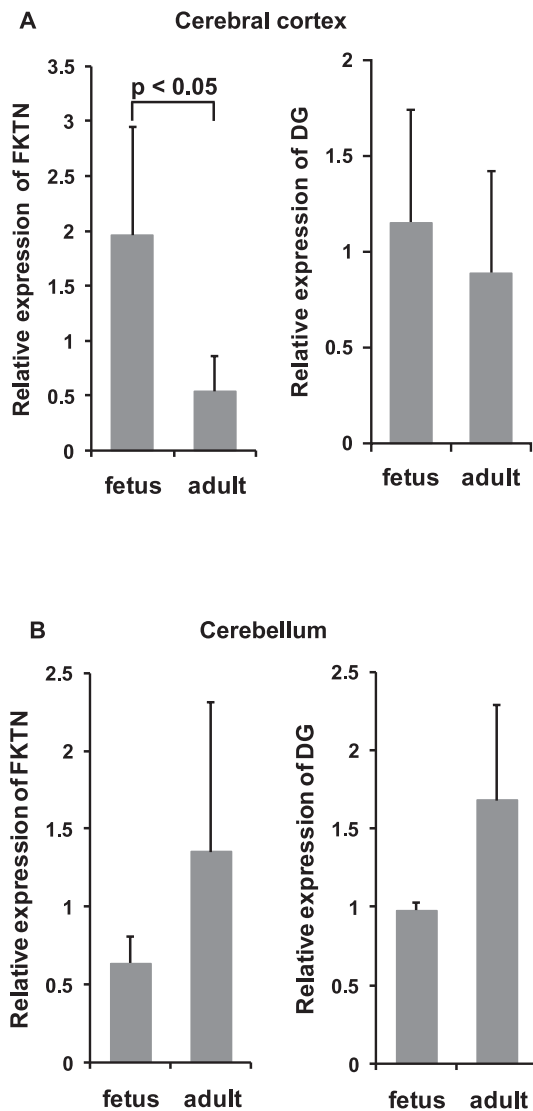 A Cerebral cortex
Relative expression of FKTN
3.5
3
2.5
2
1.5
1
0.5
0
p < 0.05
fetus adult
Relative expression of DG
2
1.5
1
0.5
0
fetus adult
B Cerebellum
Relative expression of FKTN
2.5
2
1.5
1
0.5
0
fetus adult
Relative expression of DG
2.5
2
1.5
1
0.5
0
fetus adult